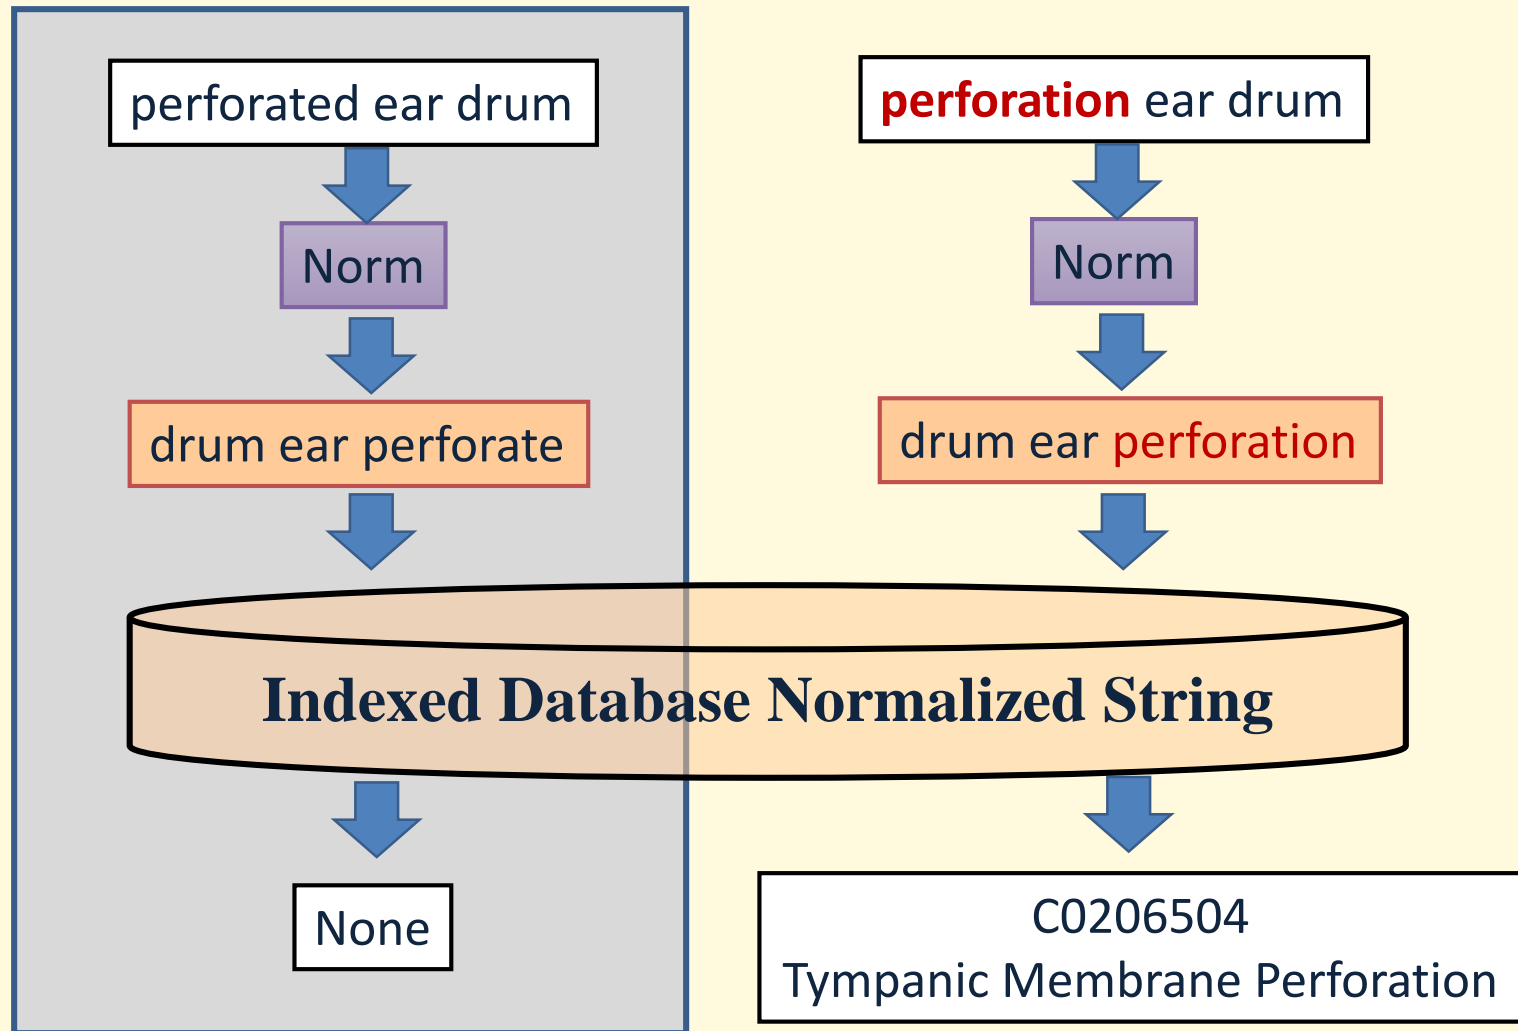 perforated ear drum
Norm
drum ear perforate
perforation ear drum
Norm
drum ear perforation
Indexed Database Normalized String
None
C0206504
Tympanic Membrane Perforation